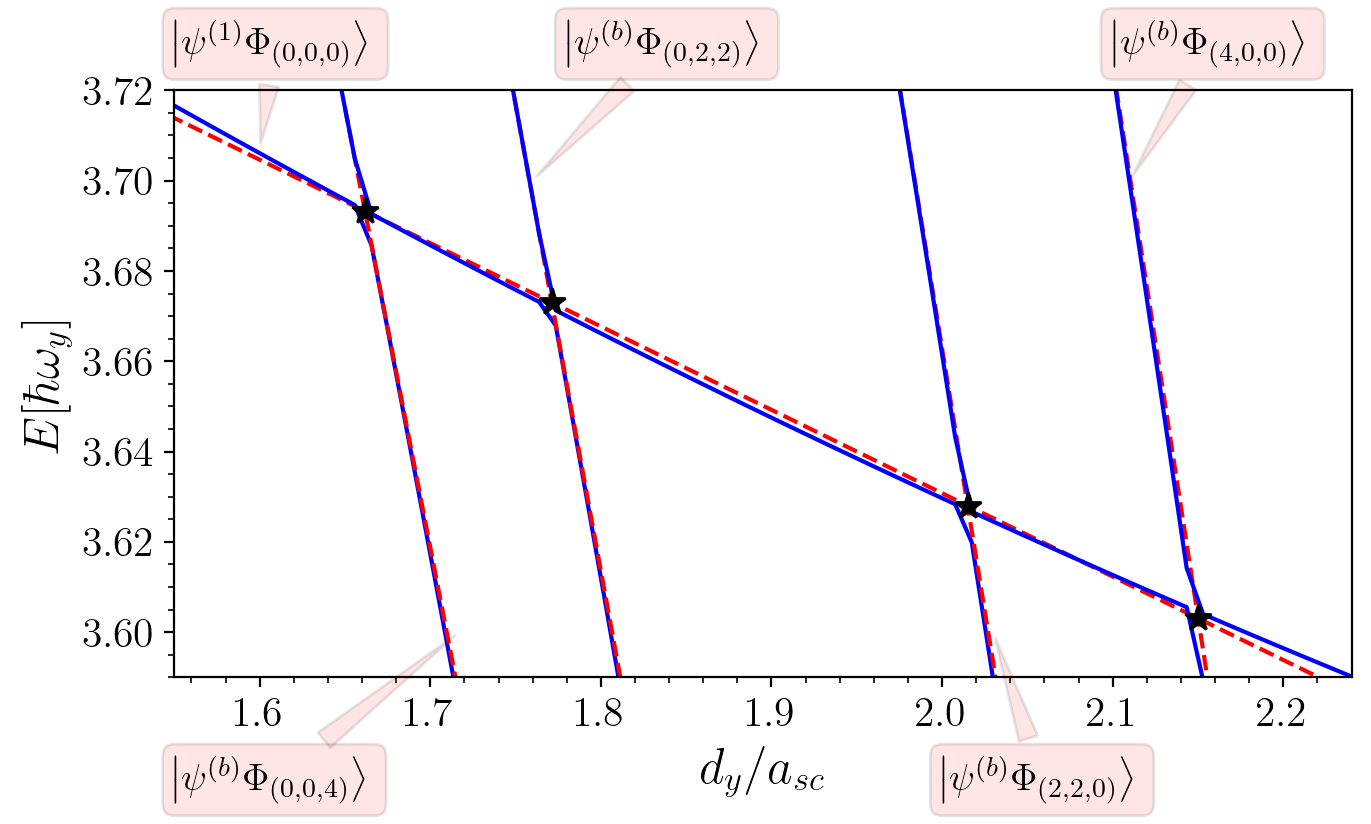 |ψ^(1)Φ_(0,0,0)⟩ |ψ^(b)Φ_(0,2,2)⟩ |ψ^(b)Φ_(4,0,0)⟩
3.72
3.70
3.68
3.66
3.64
3.62
3.60
E[ħω_y]
1.6 1.7 1.8 1.9 2.0 2.1 2.2
d_y/a_sc
|ψ^(b)Φ_(0,0,4)⟩ |ψ^(b)Φ_(2,2,0)⟩